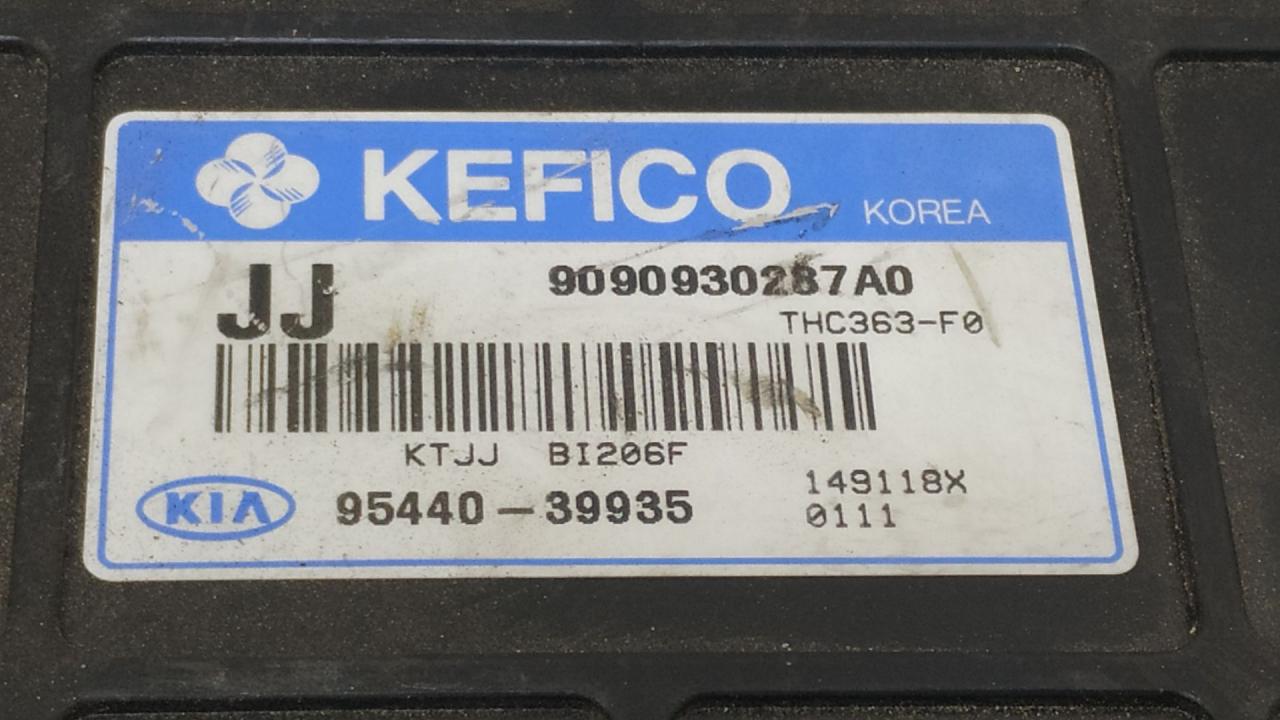 KEFICO KOREA
JJ 9090930287A0
THC363-F0
KTJJ BI206F
KIA 95440-39935
149118X
0111